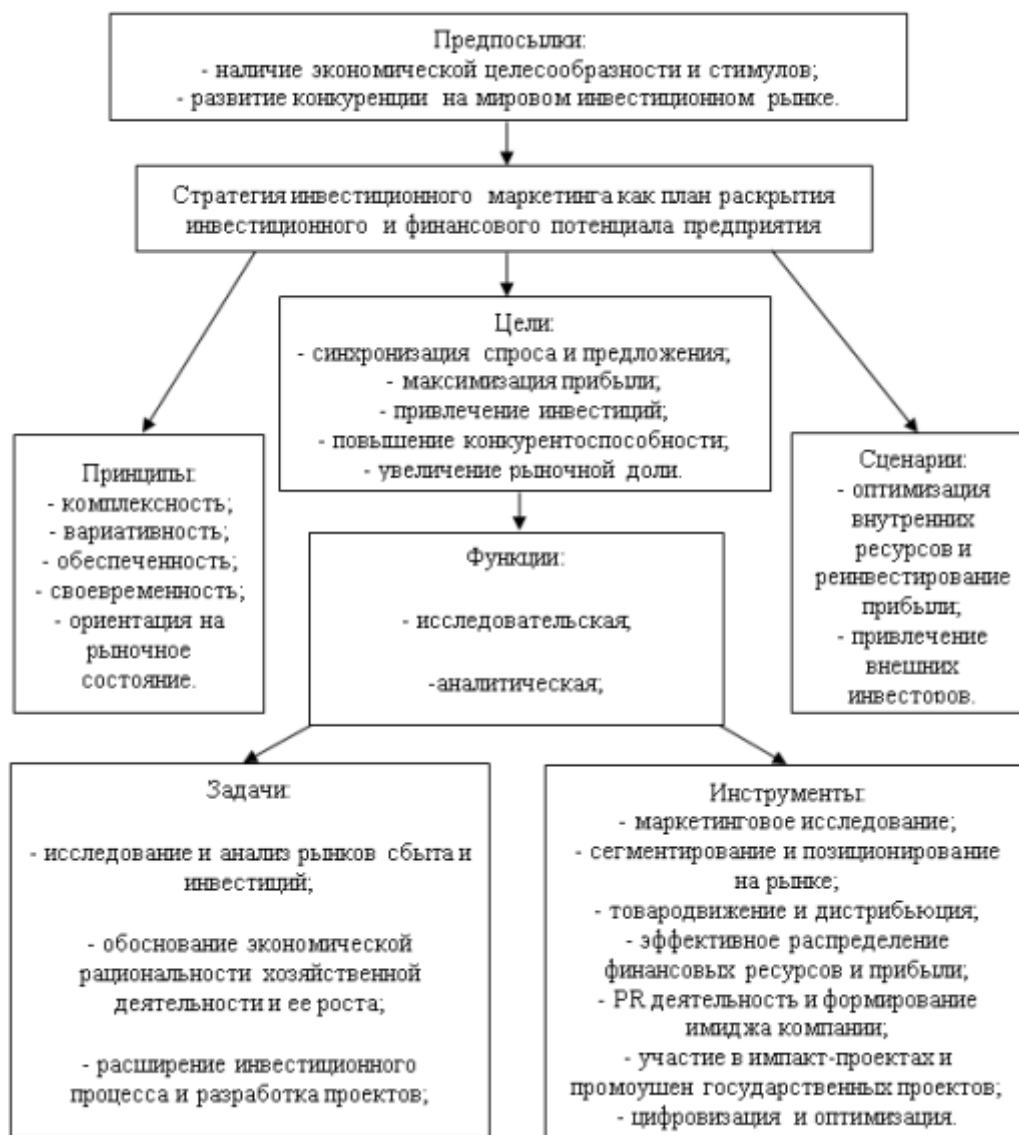 Предпосылки:
- наличие экономической целесообразности и стимулов;
- развитие конкуренции на мировом инвестиционном рынке.
Стратегия инвестиционного маркетинга как план раскрытия
инвестиционного и финансового потенциала предприятия
Цели:
- синхронизация спроса и предложения;
- максимизация прибыли;
- привлечение инвестиций;
- повышение конкурентоспособности;
- увеличение рыночной доли.
Принципы:
- комплексность;
- вариативность;
- обеспеченность;
- своевременность;
- ориентация на
рыночное
состояние.
Сценарии:
- оптимизация
внутренних
ресурсов и
реинвестирование
прибыли;
- привлечение
внешних
инвесторов.
Функции:
- исследовательская;
-аналитическая;
Задачи:
- исследование и анализ рынков сбыта и
инвестиций;
- обоснование экономической
рациональности хозяйственной
деятельности и ее роста;
- расширение инвестиционного
процесса и разработка проектов;
Инструменты:
- маркетинговое исследование;
- сегментирование и позиционирование
на рынке;
- товародвижение и дистрибьюция;
- эффективное распределение
финансовых ресурсов и прибыли;
- PR деятельность и формирование
имиджа компании;
- участие в импакт-проектах и
промоушен государственных проектов;
- цифровизация и оптимизация.